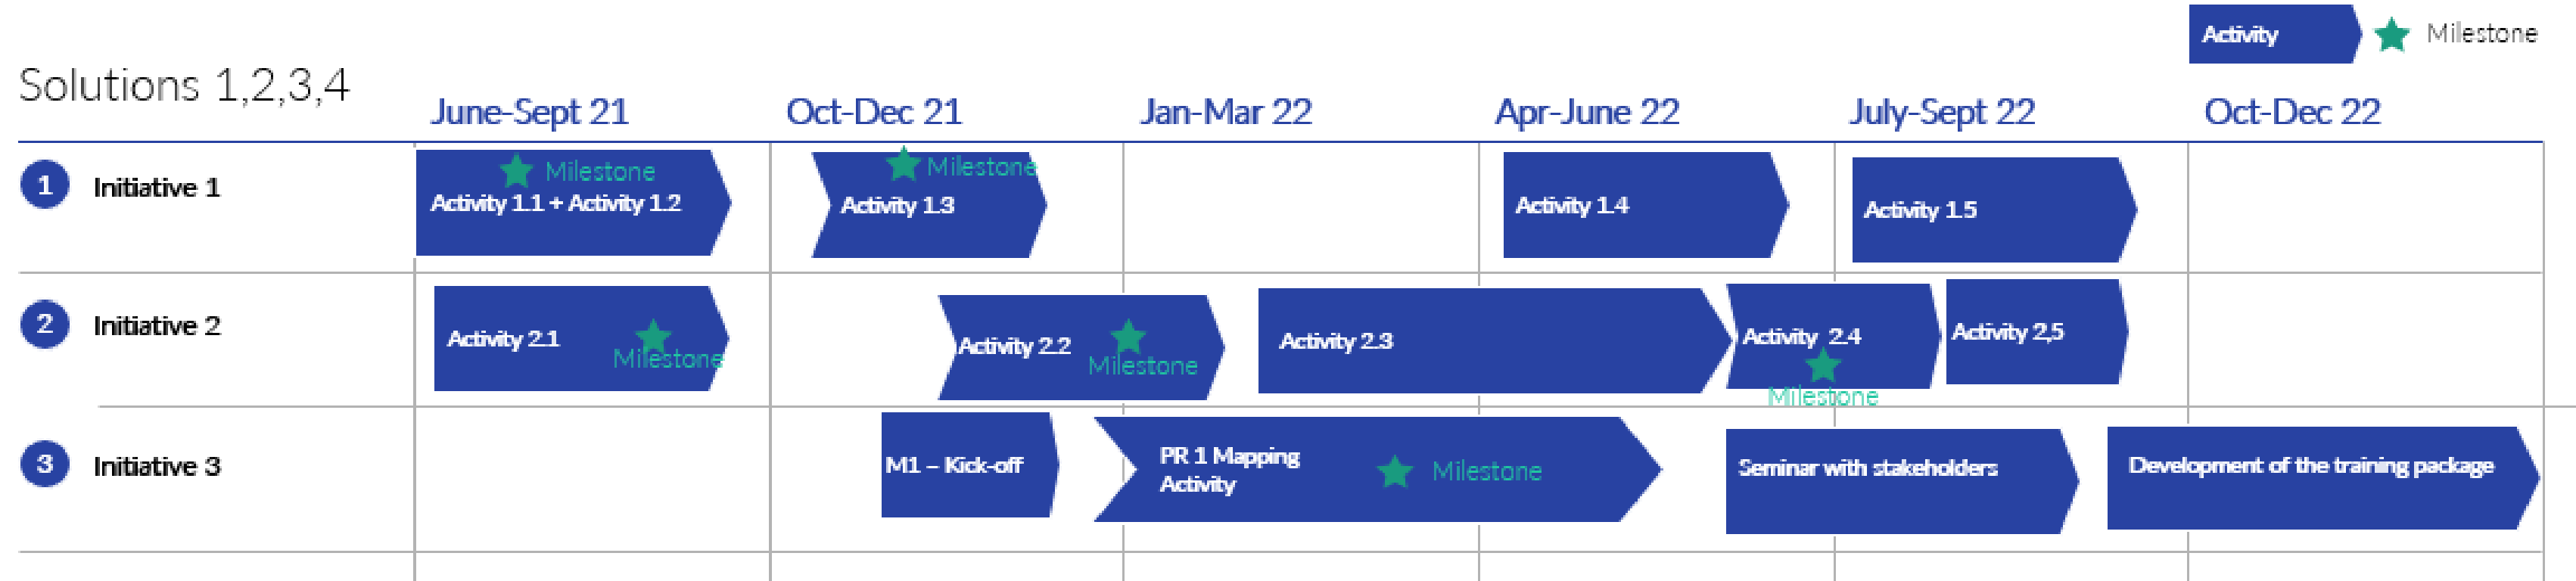 Activity
Milestone
Solutions 1,2,3,4
June-Sept 21
Oct-Dec 21
Jan-Mar 22
Apr-June 22
July-Sept 22
Oct-Dec 22
1
Initiative 1
Milestone
Activity 1.1 + Activity 1.2
Milestone
Activity 1.3
Activity 1.4
Activity 1.5
2
Initiative 2
Activity 2.1
Milestone
Activity 2.2
Milestone
Activity 2.3
Activity 2.4
Milestone
Activity 2,5
3
Initiative 3
M1 – Kick-off
PR 1 Mapping
Activity
Milestone
Seminar with stakeholders
Development of the training package